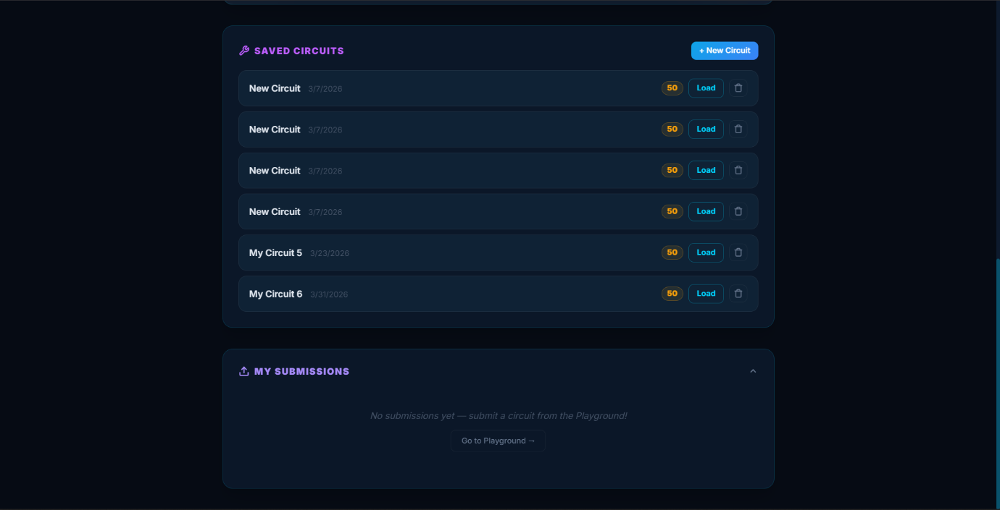 SAVED CIRCUITS + New Circuit
New Circuit 3/7/2026 50 Load
New Circuit 3/7/2026 50 Load
New Circuit 3/7/2026 50 Load
New Circuit 3/7/2026 50 Load
My Circuit 5 3/23/2026 50 Load
My Circuit 6 3/31/2026 50 Load
MY SUBMISSIONS
No submissions yet — submit a circuit from the Playground!
Go to Playground →